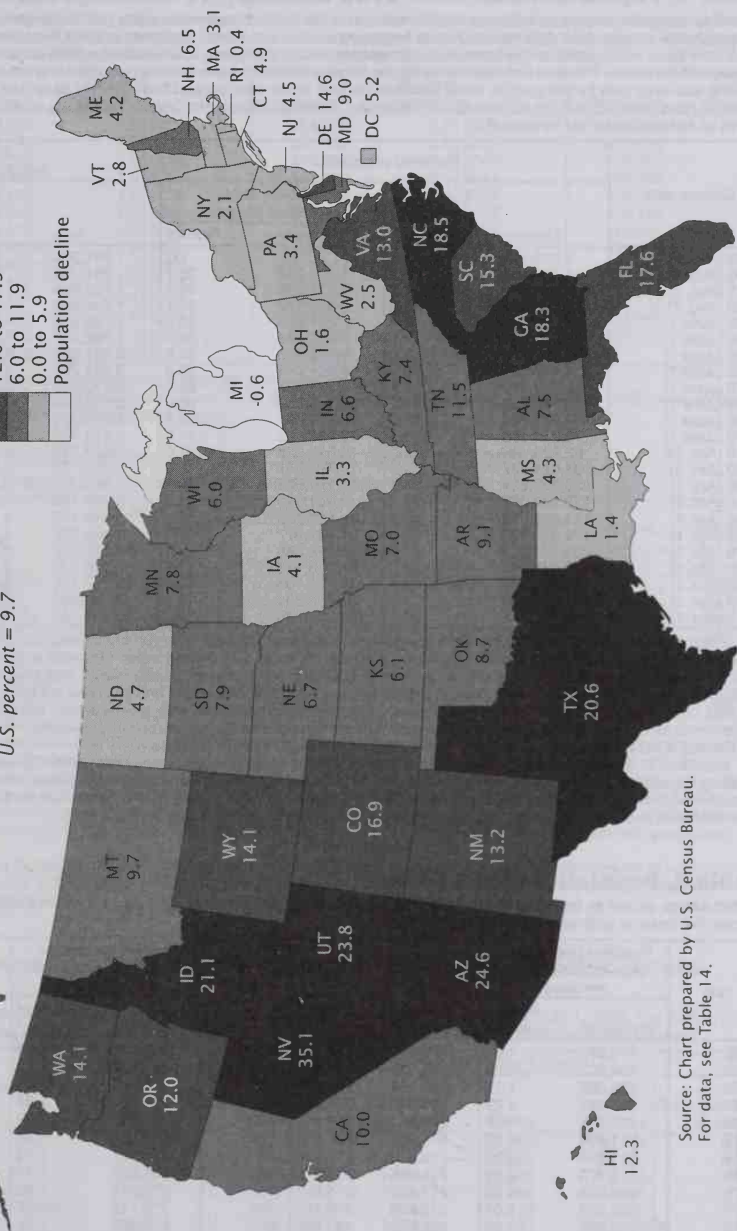 U.S. percent = 9.7
6.0 to 11.9
0.0 to 5.9
Population decline
WA
14.1
OR
12.0
CA
10.0
NV
35.1
ID
21.1
UT
23.8
AZ
24.6
MT
9.7
WY
14.1
CO
16.9
NM
13.2
ND
4.7
SD
7.9
NE
6.7
KS
6.1
OK
8.7
TX
20.6
MN
7.8
IA
4.1
MO
7.0
AR
9.1
LA
1.4
WI
6.0
IL
3.3
MS
4.3
MI
-0.6
IN
6.6
KY
7.4
TN
11.5
AL
7.5
OH
1.6
WV
2.5
GA
18.3
FL
17.6
SC
15.3
NC
18.5
VA
13.0
PA
3.4
NY
2.1
VT
2.8
ME
4.2
NH 6.5
MA 3.1
RI 0.4
CT 4.9
NJ 4.5
DE 14.6
MD 9.0
DC 5.2
HI
12.3
Source: Chart prepared by U.S. Census Bureau.
For data, see Table 14.